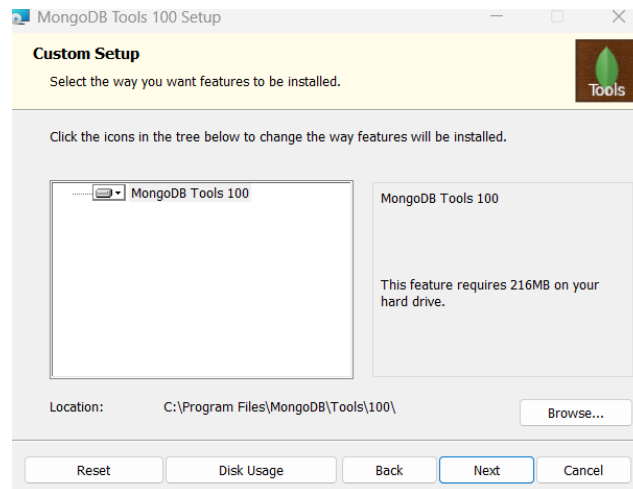 MongoDB Tools 100 Setup
Custom Setup
Select the way you want features to be installed.
Tools
Click the icons in the tree below to change the way features will be installed.
MongoDB Tools 100
MongoDB Tools 100
This feature requires 216MB on your
hard drive.
Location: C:\Program Files\MongoDB\Tools\100\
Browse...
Reset Disk Usage Back Next Cancel